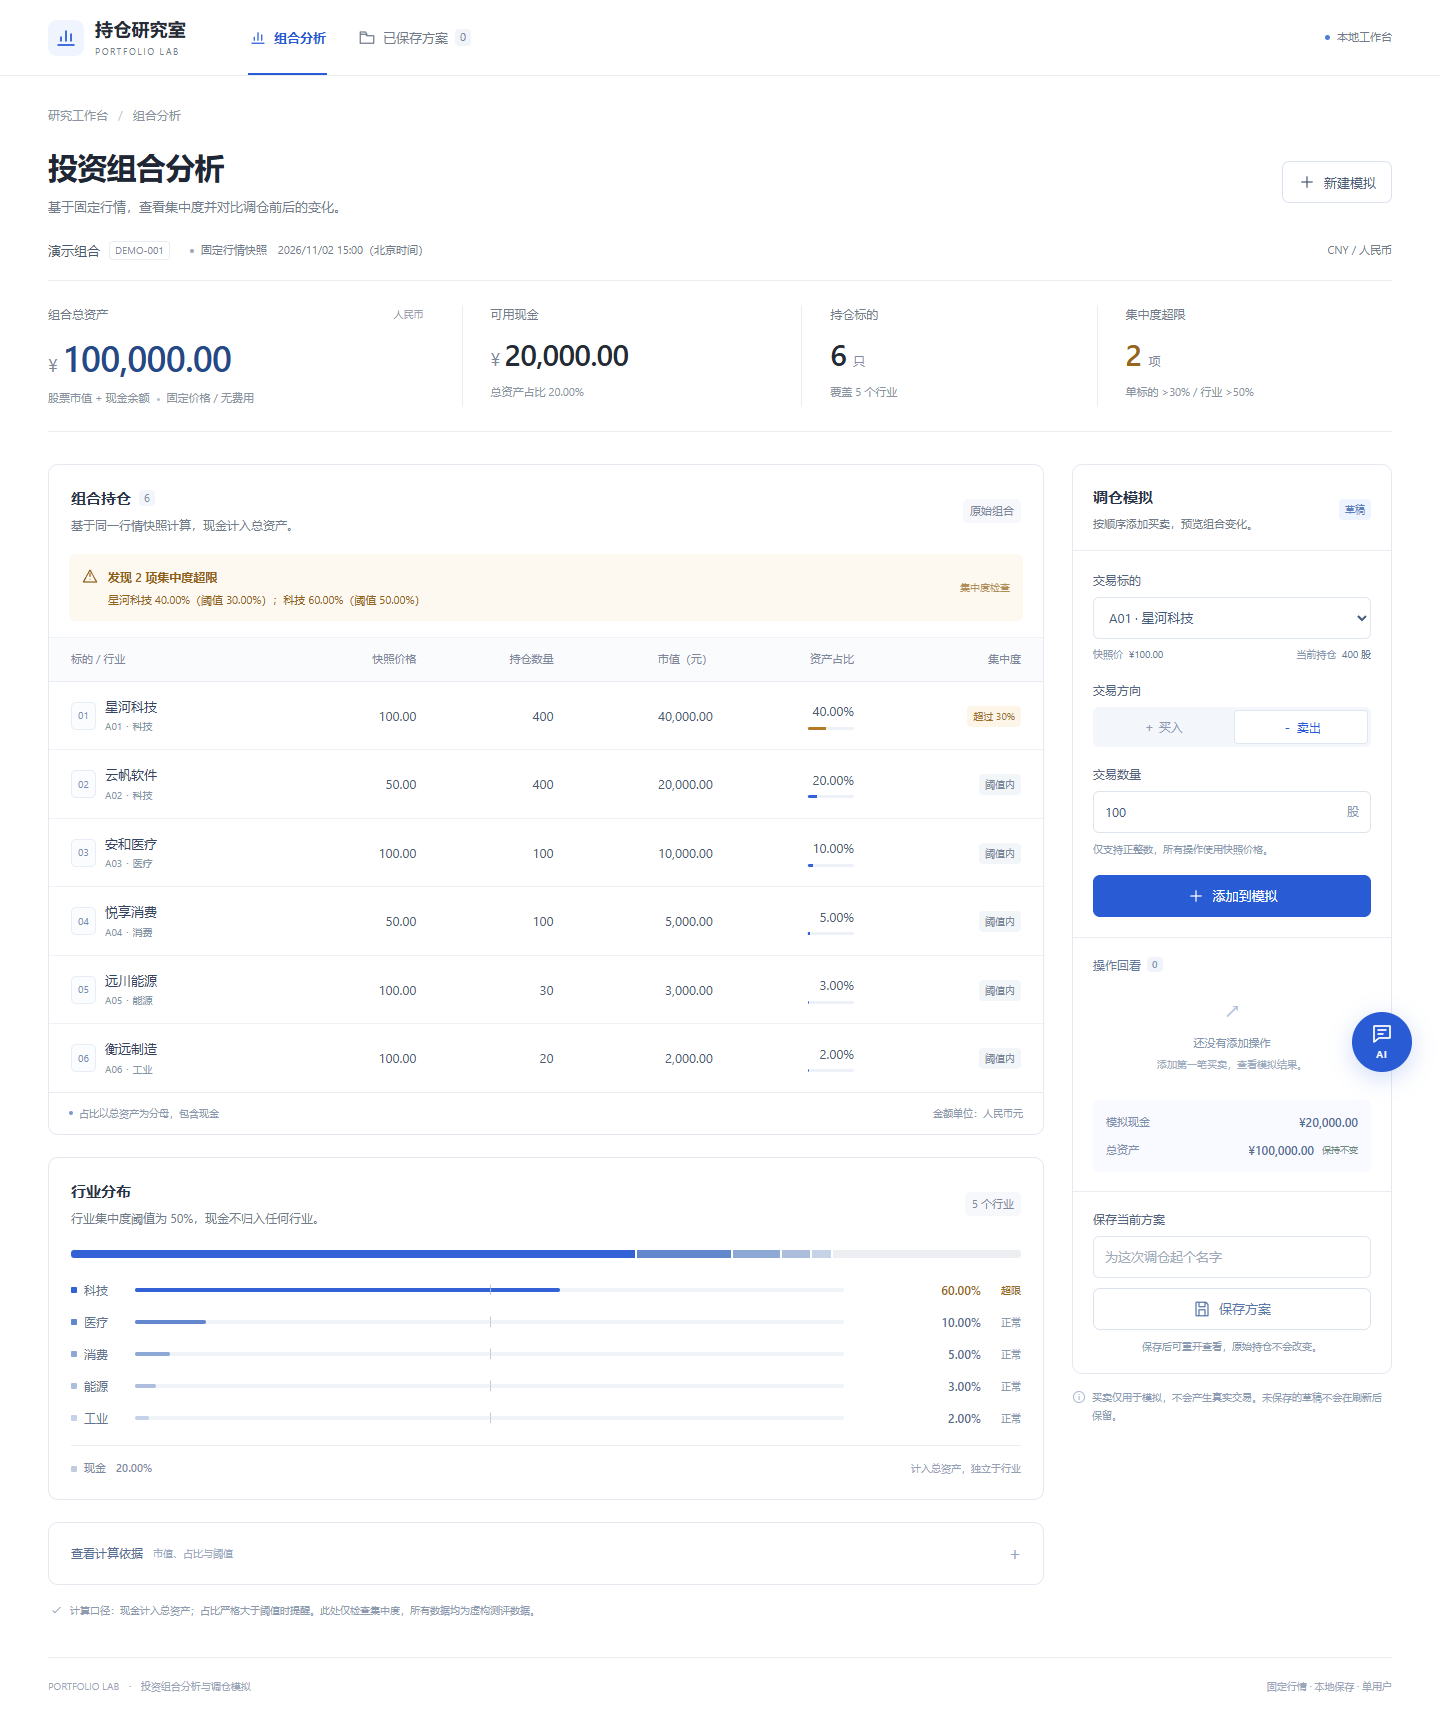 持仓研究室
PORTFOLIO LAB
组合分析
已保存方案 0
本地工作台
研究工作台 / 组合分析
投资组合分析
基于固定行情，查看集中度并对比调仓前后的变化。
新建模拟
演示组合 DEMO-001 固定行情快照 2026/11/02 15:00（北京时间）
CNY / 人民币
组合总资产 人民币
¥ 100,000.00
股票市值 + 现金余额 • 固定价格 / 无费用
可用现金
¥ 20,000.00
总资产占比 20.00%
持仓标的
6 只
覆盖 5 个行业
集中度超限
2 项
单标的 >30% / 行业 >50%
组合持仓 6
基于同一行情快照计算，现金计入总资产。
原始组合
发现 2 项集中度超限
星河科技 40.00%（阈值 30.00%）；科技 60.00%（阈值 50.00%）
集中度检查
标的 / 行业 快照价格 持仓数量 市值（元） 资产占比 集中度
01 星河科技 100.00 400 40,000.00 40.00% 超过 30%
A01 · 科技
02 云帆软件 50.00 400 20,000.00 20.00% 阈值内
A02 · 科技
03 安和医疗 100.00 100 10,000.00 10.00% 阈值内
A03 · 医疗
04 悦享消费 50.00 100 5,000.00 5.00% 阈值内
A04 · 消费
05 远川能源 100.00 30 3,000.00 3.00% 阈值内
A05 · 能源
06 衡远制造 100.00 20 2,000.00 2.00% 阈值内
A06 · 工业
占比以总资产为分母，包含现金
金额单位：人民币元
行业分布
行业集中度阈值为 50%，现金不归入任何行业。
5 个行业
科技 60.00% 超限
医疗 10.00% 正常
消费 5.00% 正常
能源 3.00% 正常
工业 2.00% 正常
现金 20.00%
计入总资产，独立于行业
查看计算依据 市值、占比与阈值 +
计算口径：现金计入总资产；占比严格大于阈值时提醒。此处仅检查集中度，所有数据均为虚构测评数据。
调仓模拟
按顺序添加买卖，预览组合变化。
草稿
交易标的
A01 · 星河科技
快照价 ¥100.00 当前持仓 400 股
交易方向
+ 买入
- 卖出
交易数量
100 股
仅支持正整数，所有操作使用快照价格。
添加到模拟
操作回看 0
还没有添加操作
添加第一笔买卖，查看模拟结果。
AI
模拟现金 ¥20,000.00
总资产 ¥100,000.00 保持不变
保存当前方案
为这次调仓起个名字
保存方案
保存后可重开查看，原始持仓不会改变。
买卖仅用于模拟，不会产生真实交易。未保存的草稿不会在刷新后
保留。
PORTFOLIO LAB · 投资组合分析与调仓模拟
固定行情 · 本地保存 · 单用户